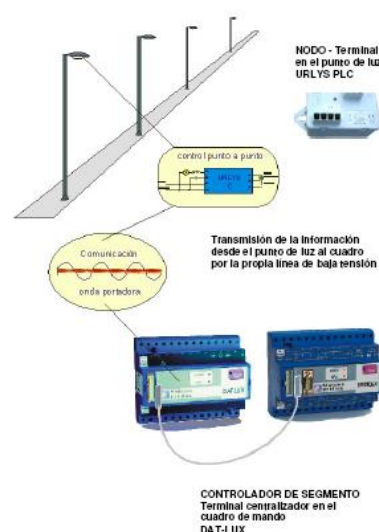 NODO - Terminal
en el punto de luz
URLYS PLC
control punto a punto
URLYS
C
Transmisión de la información
desde el punto de luz al cuadro
por la propia línea de baja tensión
Comunicación
onda portadora
CONTROLADOR DE SEGMENTO
Terminal centralizador en el
cuadro de mando
DAT-LUX